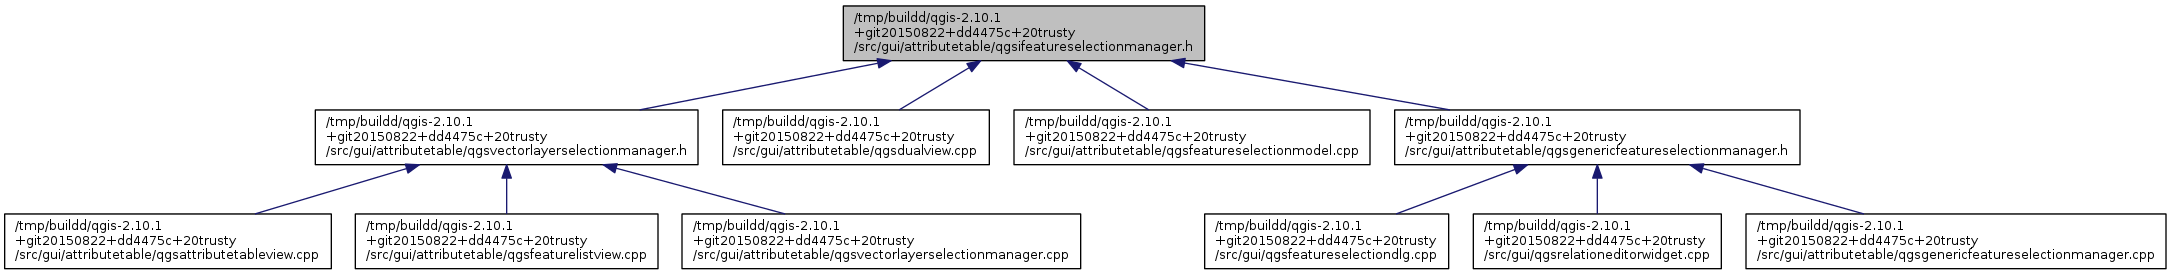 /tmp/buildd/qgis-2.10.1
+git20150822+dd4475c+20trusty
/src/gui/attributetable/qgsifeatureselectionmanager.h
/tmp/buildd/qgis-2.10.1
+git20150822+dd4475c+20trusty
/src/gui/attributetable/qgsvectorlayerselectionmanager.h
/tmp/buildd/qgis-2.10.1
+git20150822+dd4475c+20trusty
/src/gui/attributetable/qgsdualview.cpp
/tmp/buildd/qgis-2.10.1
+git20150822+dd4475c+20trusty
/src/gui/attributetable/qgsfeatureselectionmodel.cpp
/tmp/buildd/qgis-2.10.1
+git20150822+dd4475c+20trusty
/src/gui/attributetable/qgsgenericfeatureselectionmanager.h
/tmp/buildd/qgis-2.10.1
+git20150822+dd4475c+20trusty
/src/gui/attributetable/qgsattributetableview.cpp
/tmp/buildd/qgis-2.10.1
+git20150822+dd4475c+20trusty
/src/gui/attributetable/qgsfeaturelistview.cpp
/tmp/buildd/qgis-2.10.1
+git20150822+dd4475c+20trusty
/src/gui/attributetable/qgsvectorlayerselectionmanager.cpp
/tmp/buildd/qgis-2.10.1
+git20150822+dd4475c+20trusty
/src/gui/qgsfeatureselectiondlg.cpp
/tmp/buildd/qgis-2.10.1
+git20150822+dd4475c+20trusty
/src/gui/qgsrelationeditorwidget.cpp
/tmp/buildd/qgis-2.10.1
+git20150822+dd4475c+20trusty
/src/gui/attributetable/qgsgenericfeatureselectionmanager.cpp